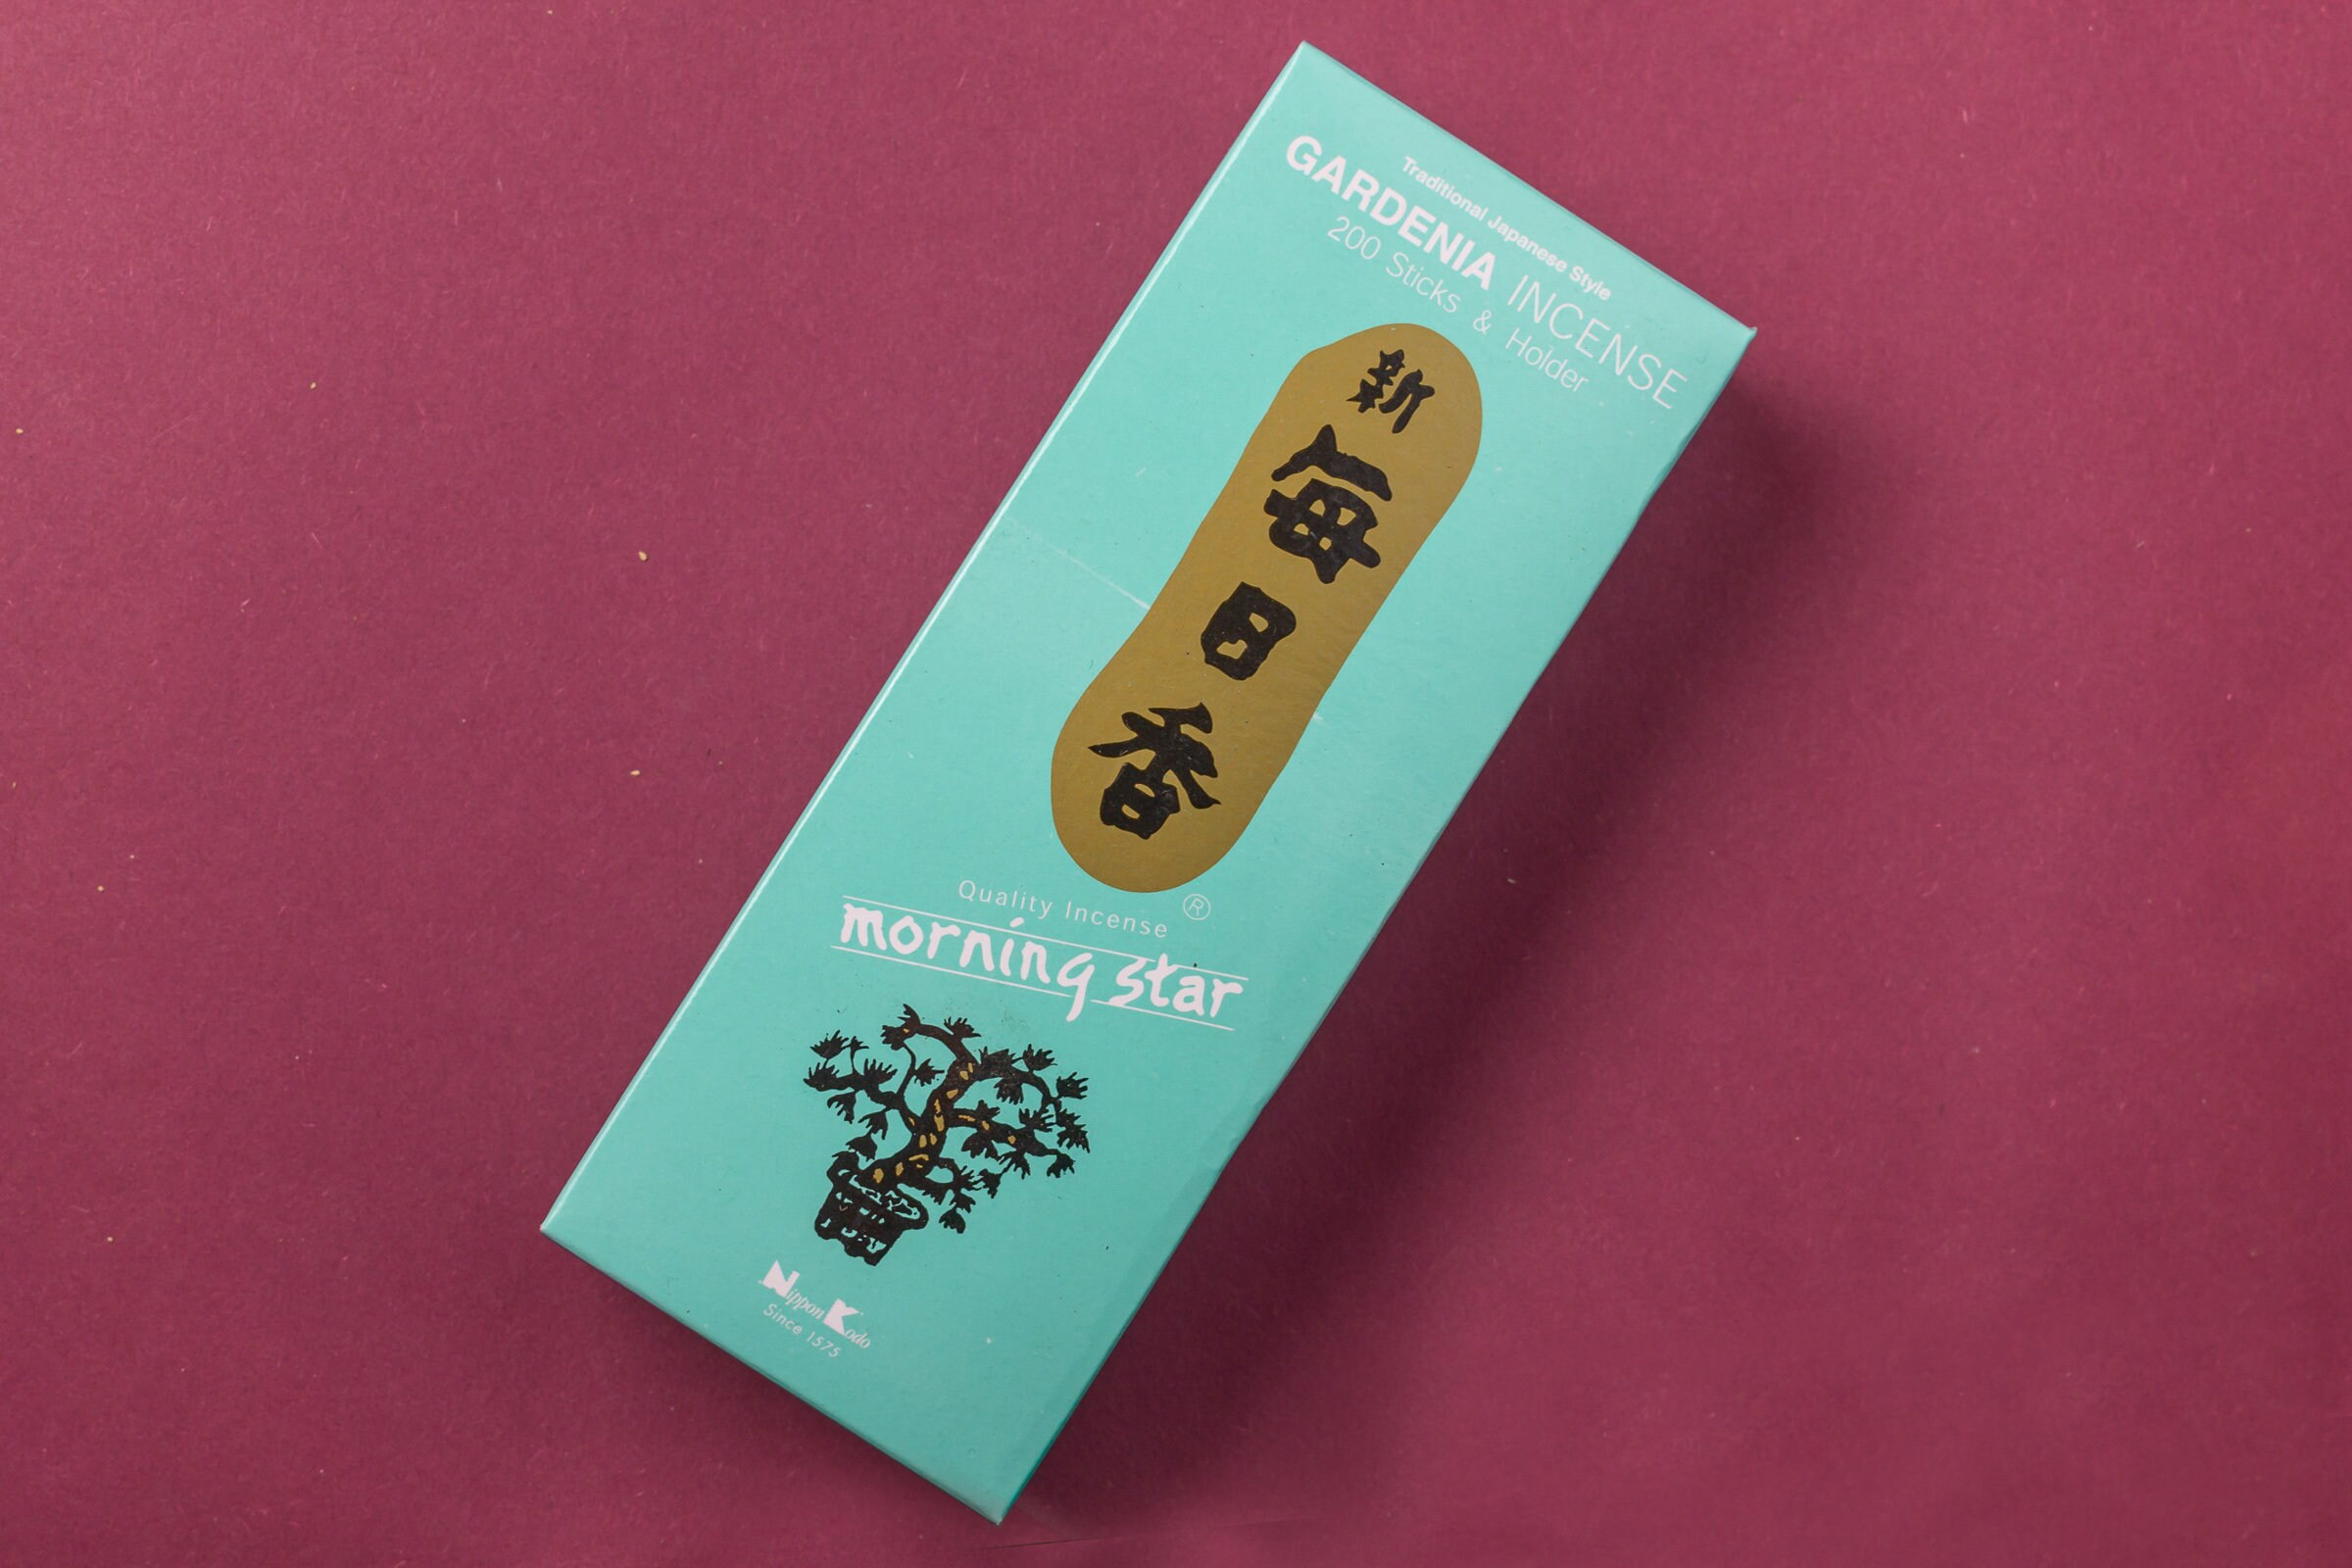 Traditional Japanese Style
GARDENIA INCENSE
200 Sticks & Holder
新
毎日香
Quality Incense ®
morning star
Nippon Kodo
Since 1575